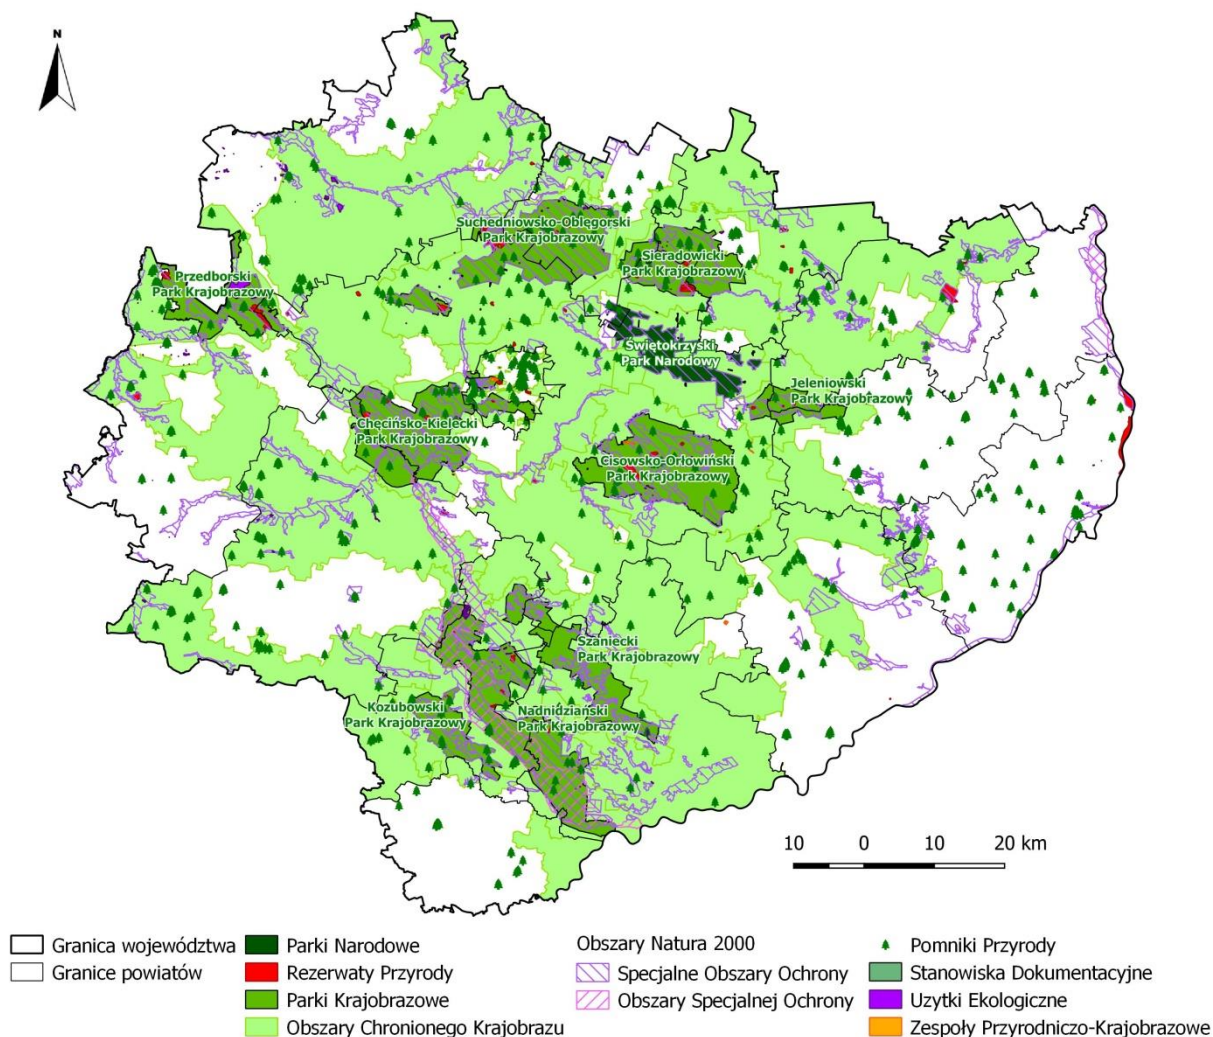 N
Suchedniowsko-Oblęgorski
Park Krajobrazowy
Sieradowicki
Park Krajobrazowy
Przedborski
Park Krajobrazowy
Świętokrzyski
Park Narodowy
Jeleniowski
Park Krajobrazowy
Chęcińsko-Kielecki
Park Krajobrazowy
Cisowsko-Orłowiński
Park Krajobrazowy
Szaniecki
Park Krajobrazowy
Kozubowski
Park Krajobrazowy
Nadnidziański
Park Krajobrazowy
10 0 10 20 km
Granica województwa
Granice powiatów
Parki Narodowe
Rezerwaty Przyrody
Parki Krajobrazowe
Obszary Chronionego Krajobrazu
Obszary Natura 2000
Specjalne Obszary Ochrony
Obszary Specjalnej Ochrony
Pomniki Przyrody
Stanowiska Dokumentacyjne
Uzytki Ekologiczne
Zespoły Przyrodniczo-Krajobrazowe